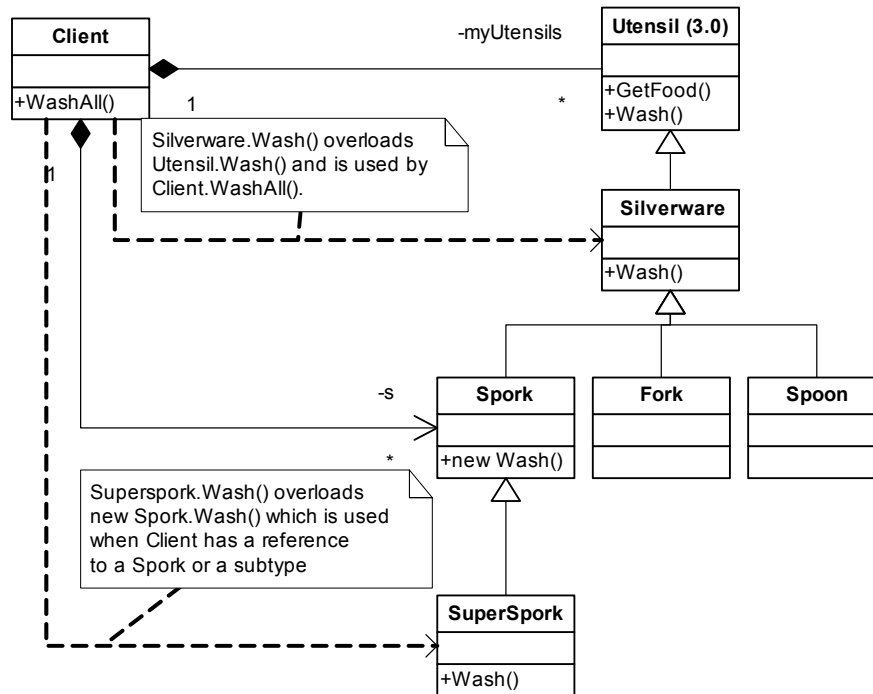 Client
+WashAll()
-myUtensils
1
*
Utensil (3.0)
+GetFood()
+Wash()
Silverware.Wash() overloads
Utensil.Wash() and is used by
Client.WashAll().
1
Silverware
+Wash()
-s
*
Spork
+new Wash()
Fork
Spoon
Superspork.Wash() overloads
new Spork.Wash() which is used
when Client has a reference
to a Spork or a subtype
SuperSpork
+Wash()